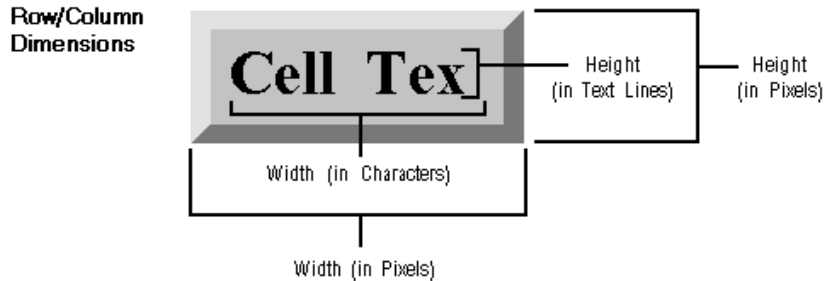 Row/Column
Dimensions
Cell Tex
Height
(in Text Lines)
Height
(in Pixels)
Width (in Characters)
Width (in Pixels)